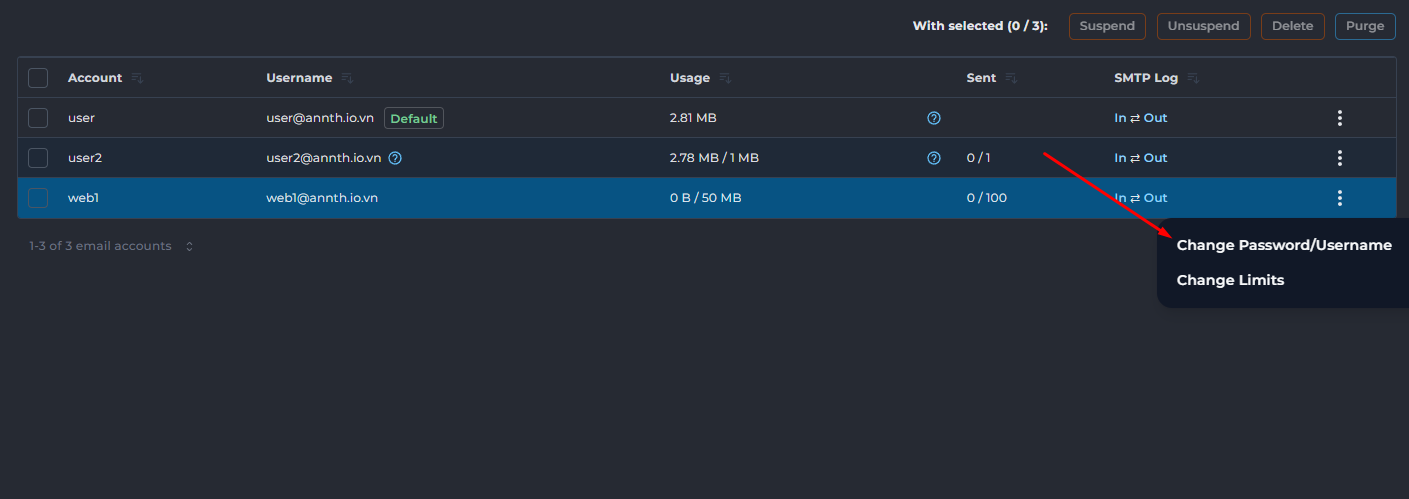 With selected (0 / 3): Suspend Unsuspend Delete Purge
Account Username Usage Sent SMTP Log
user user@annth.io.vn Default 2.81 MB In ⇄ Out
user2 user2@annth.io.vn 2.78 MB / 1 MB 0 / 1 In ⇄ Out
web1 web1@annth.io.vn 0 B / 50 MB 0 / 100 In ⇄ Out
1-3 of 3 email accounts
Change Password/Username
Change Limits